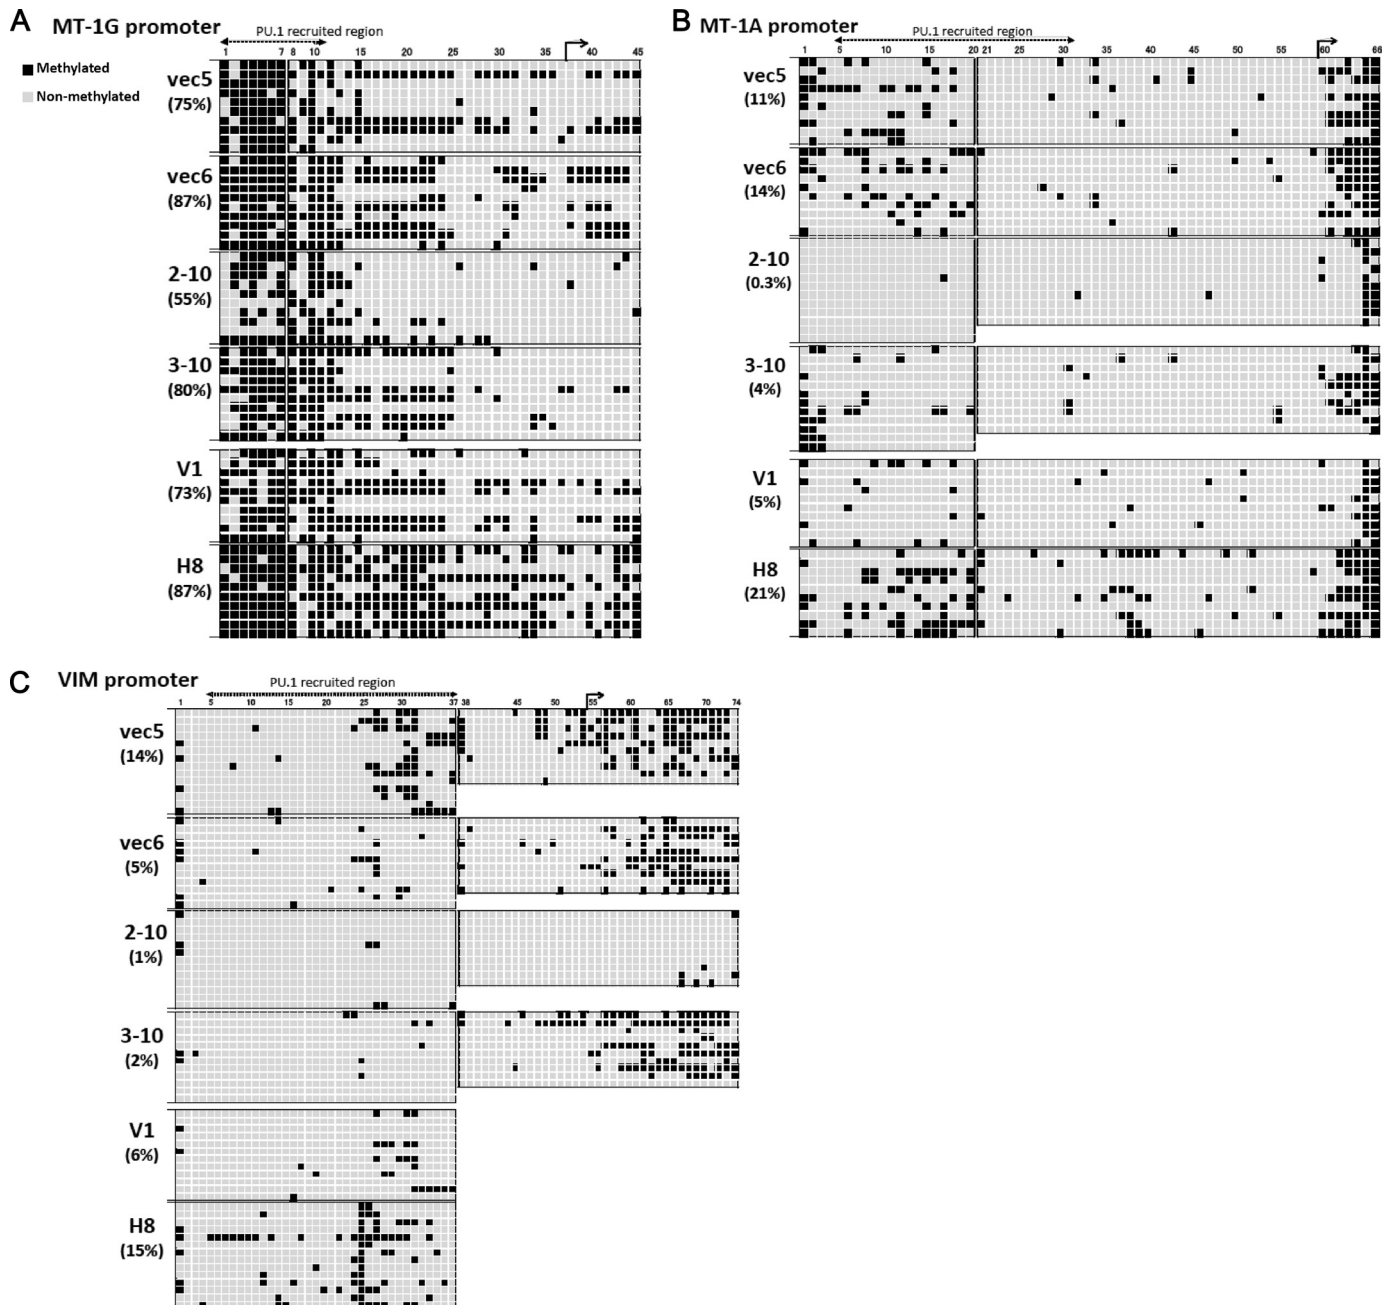 A MT-1G promoter
PU.1 recruited region
1 7 8 10 15 20 25 30 35 40 45
Methylated
Non-methylated
vec5
(75%)
vec6
(87%)
2-10
(55%)
3-10
(80%)
V1
(73%)
H8
(87%)
B MT-1A promoter
PU.1 recruited region
1 5 10 15 20 21 25 30 35 40 45 50 55 60 66
vec5
(11%)
vec6
(14%)
2-10
(0.3%)
3-10
(4%)
V1
(5%)
H8
(21%)
C VIM promoter
PU.1 recruited region
1 5 10 15 20 25 30 37 38 45 50 55 60 65 70 74
vec5
(14%)
vec6
(5%)
2-10
(1%)
3-10
(2%)
V1
(6%)
H8
(15%)